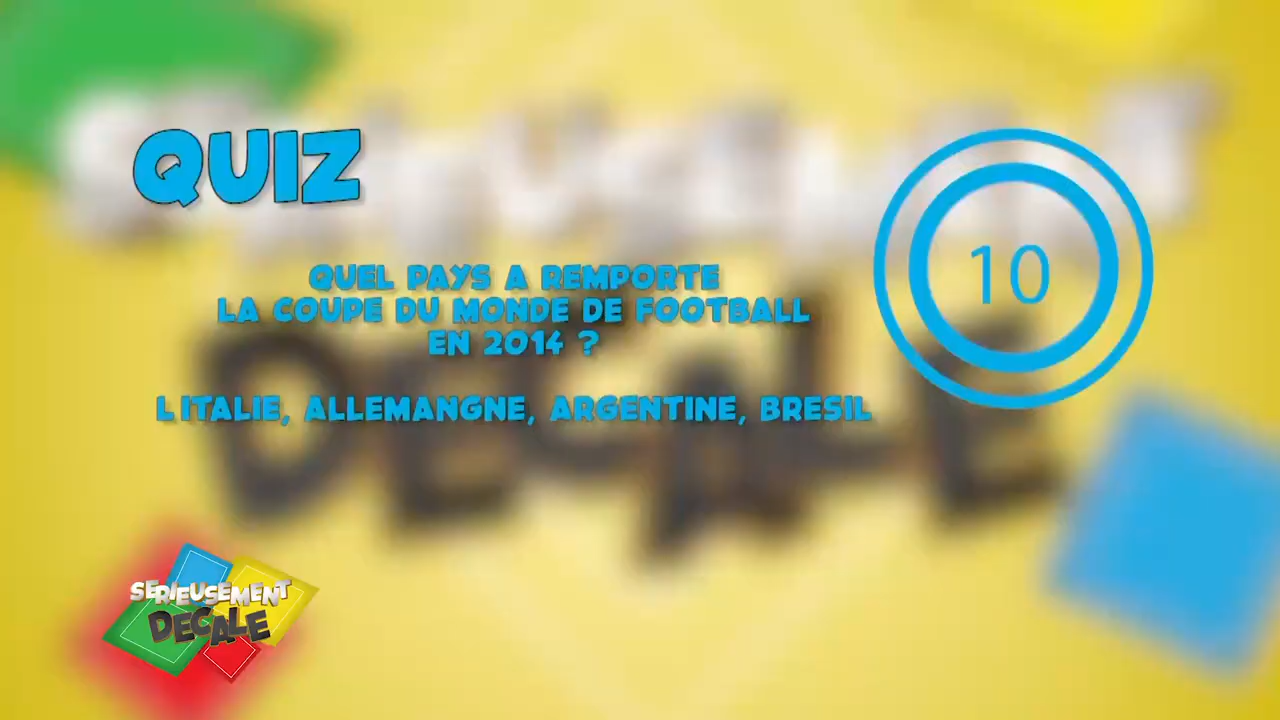 QUIZ
10
QUEL PAYS A REMPORTE
LA COUPE DU MONDE DE FOOTBALL
EN 2014 ?
L ITALIE, ALLEMANGNE, ARGENTINE, BRESIL
SERIEUSEMENT
DECALE